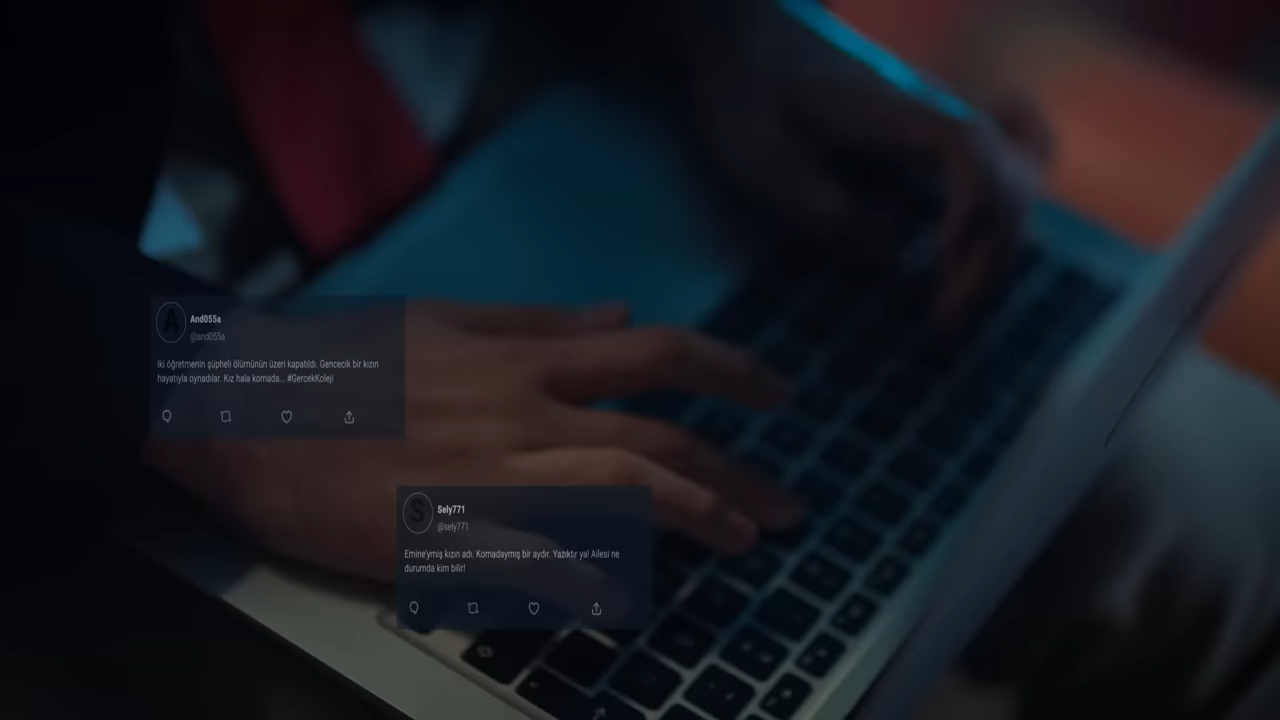 A
And055a
@and055a
iki öğretmenin şüpheli ölümünün üzeri kapatıldı. Gencecik bir kızın
hayatıyla oynadılar. Kız hala komada... #GercekKoleji
S
Sely771
@sely771
Emine'ymiş kızın adı. Komadaymış bir aydır. Yazıktır ya! Ailesi ne
durumda kim bilir!